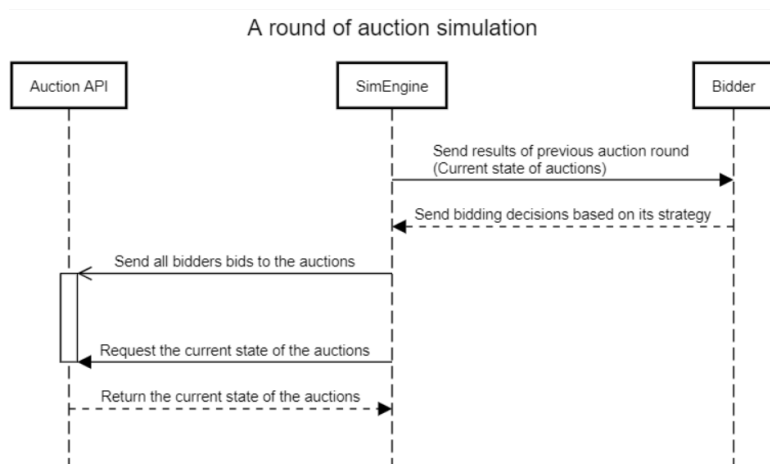 A round of auction simulation
Auction API
SimEngine
Bidder
Send results of previous auction round
(Current state of auctions)
Send bidding decisions based on its strategy
Send all bidders bids to the auctions
Request the current state of the auctions
Return the current state of the auctions